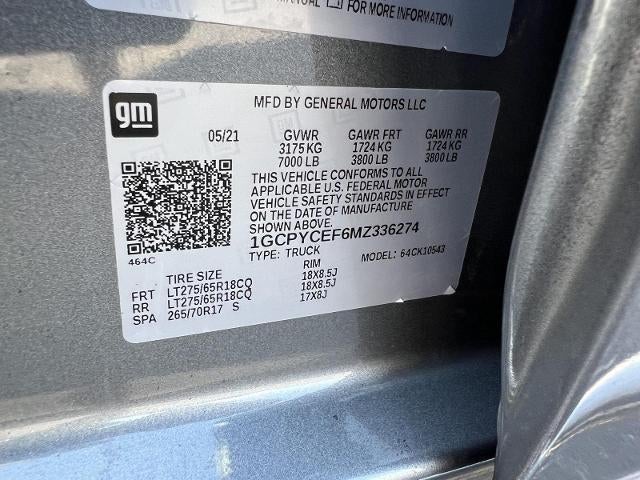 MANUAL FOR MORE INFORMATION
gm
MFD BY GENERAL MOTORS LLC
05/21 GVWR GAWR FRT GAWR RR
3175 KG 1724 KG 1724 KG
7000 LB 3800 LB 3800 LB
THIS VEHICLE CONFORMS TO ALL
APPLICABLE U.S. FEDERAL MOTOR
VEHICLE SAFETY STANDARDS IN
EFFECT ON THE DATE OF MANUFACTURE
SHOWN ABOVE.
1GCPYCEF6MZ336274
TYPE: TRUCK MODEL: 64CK10543
464C
TIRE SIZE RIM
FRT LT275/65R18CQ 18X8.5J
RR LT275/65R18CQ 18X8.5J
SPA 265/70R17 S 17X8J